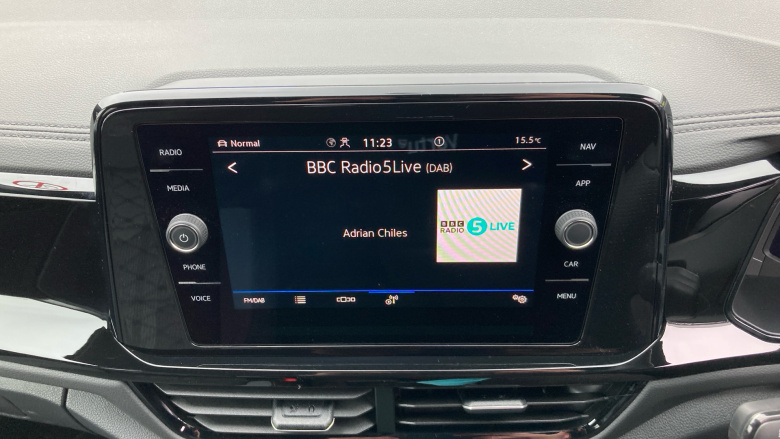 Normal
11:23
15.5°C
BBC Radio5Live (DAB)
Adrian Chiles
BBC
RADIO 5 LIVE
FM/DAB
RADIO
MEDIA
PHONE
VOICE
NAV
APP
CAR
MENU